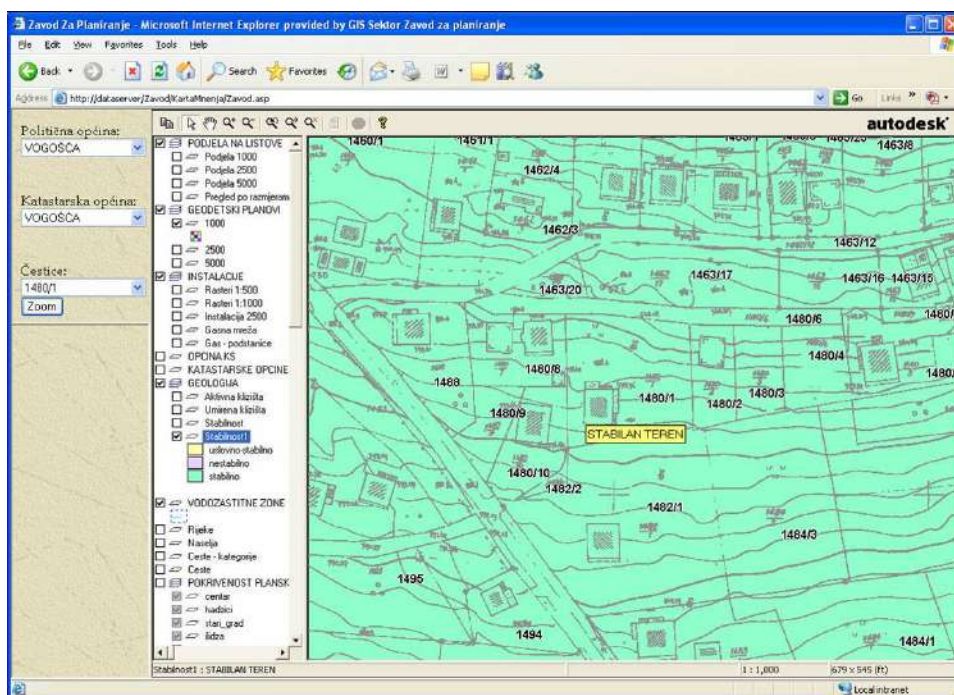 Zavod Za Planiranje - Microsoft Internet Explorer provided by GIS Sektor Zavod za planiranje
File Edit View Favorites Tools Help
Back Search Favorites
Address http://dataserver/Zavod/KartaMnenja/Zavod.asp Go Links
Politična općina:
VOGOŠĆA
Katastarska općina:
VOGOŠĆA
Čestice:
1480/1
Zoom
autodesk
PODJELA NA LISTOVE
Podjela 1000
Podjela 2500
Podjela 5000
Pregled po razmjeram
GEODETSKI PLANOVI
1000
2500
5000
INSTALACIJE
Rasteri 1:500
Rasteri 1:1000
Instalacija 2500
Gasna mreža
Gas - podstanice
OPCINA KS
KATASTARSKE OPCINE
GEOLOGIJA
Aktivna klizišta
Umirena klizišta
Stabilnost
Stabilnost1
uslovno stabilno
nestabilno
stabilno
VODOZASTITNE ZONE
Rijeke
Naselja
Ceste - kategorije
Ceste
POKRIVENOST PLANSK
centar
hadzici
stari_grad
ilidza
1460/1 1461/1 1463/8
1462/4
1462/3 1463/12
1463/17 1463/16 1463/15
1463/20
1480/6
1480/4
1488 1480/8
1480/1 1480/2 1480/3
1480/9
STABILAN TEREN
1480/10
1482/2
1482/1
1484/3
1495
1494
1484/1
Stabilnost1 : STABILAN TEREN 1 : 1,000 679 x 545 (ft)
Local intranet